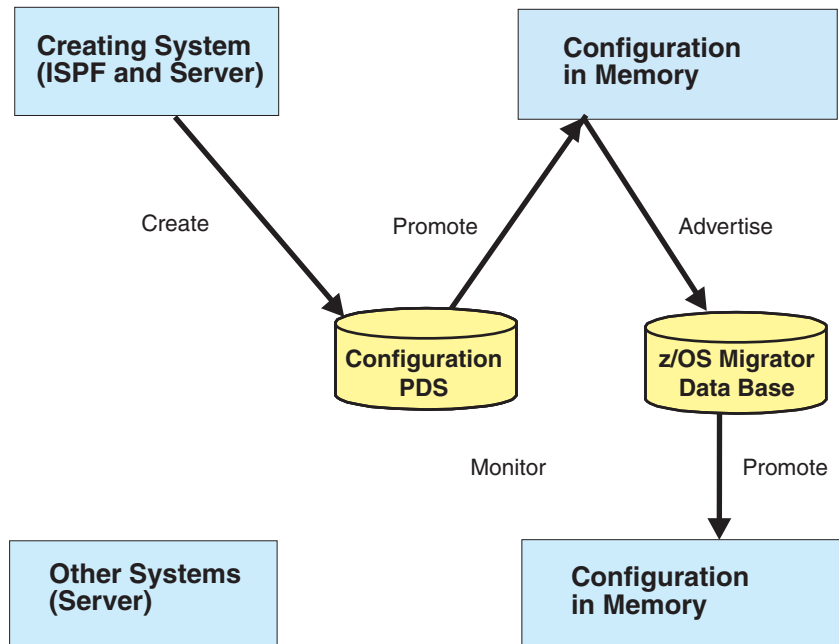 Creating System
(ISPF and Server)
Configuration
in Memory
Create
Promote
Advertise
Configuration
PDS
z/OS Migrator
Data Base
Monitor
Promote
Other Systems
(Server)
Configuration
in Memory